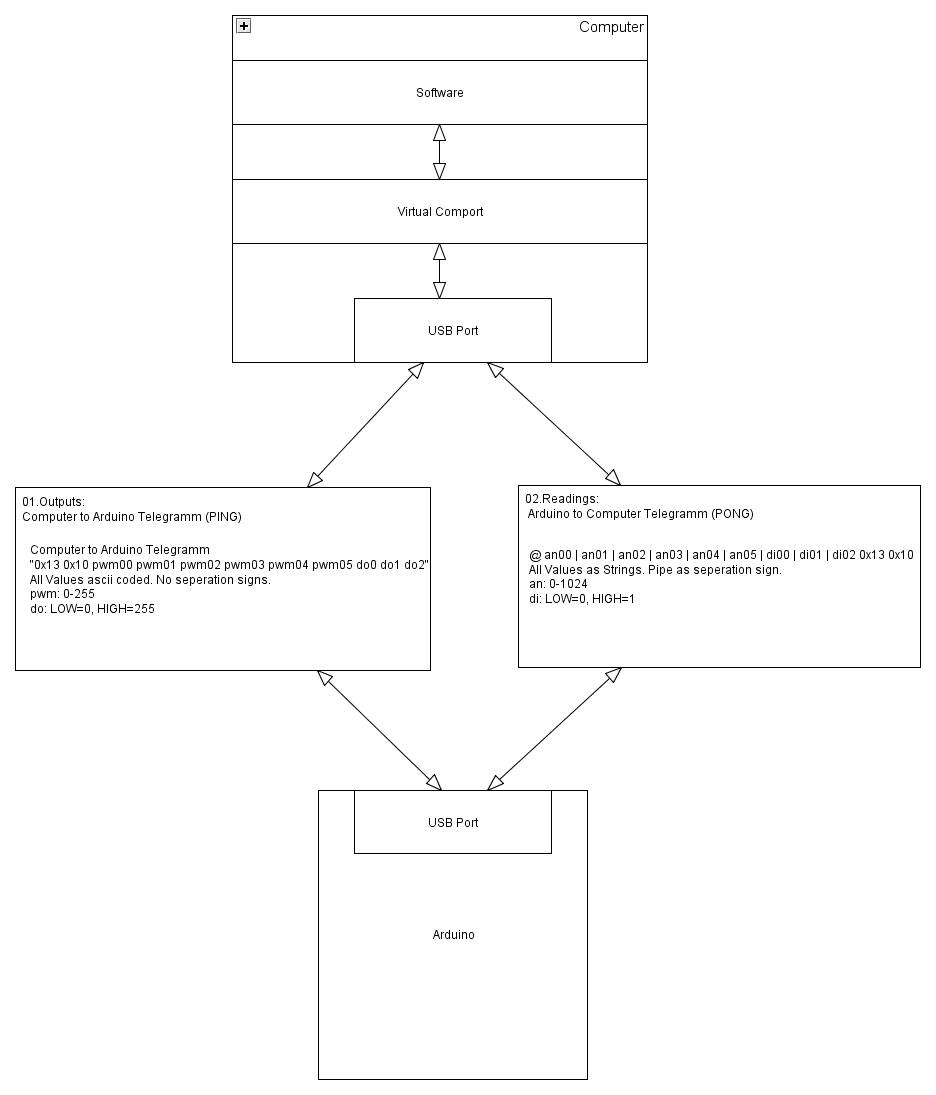 Computer
Software
Virtual Comport
USB Port
01.Outputs:
Computer to Arduino Telegramm (PING)
Computer to Arduino Telegramm
"0x13 0x10 pwm00 pwm01 pwm02 pwm03 pwm04 pwm05 do0 do1 do2"
All Values ascii coded. No seperation signs.
pwm: 0-255
do: LOW=0, HIGH=255
02.Readings:
Arduino to Computer Telegramm (PONG)
@ an00 | an01 | an02 | an03 | an04 | an05 | di00 | di01 | di02 0x13 0x10
All Values as Strings. Pipe as seperation sign.
an: 0-1024
di: LOW=0, HIGH=1
USB Port
Arduino